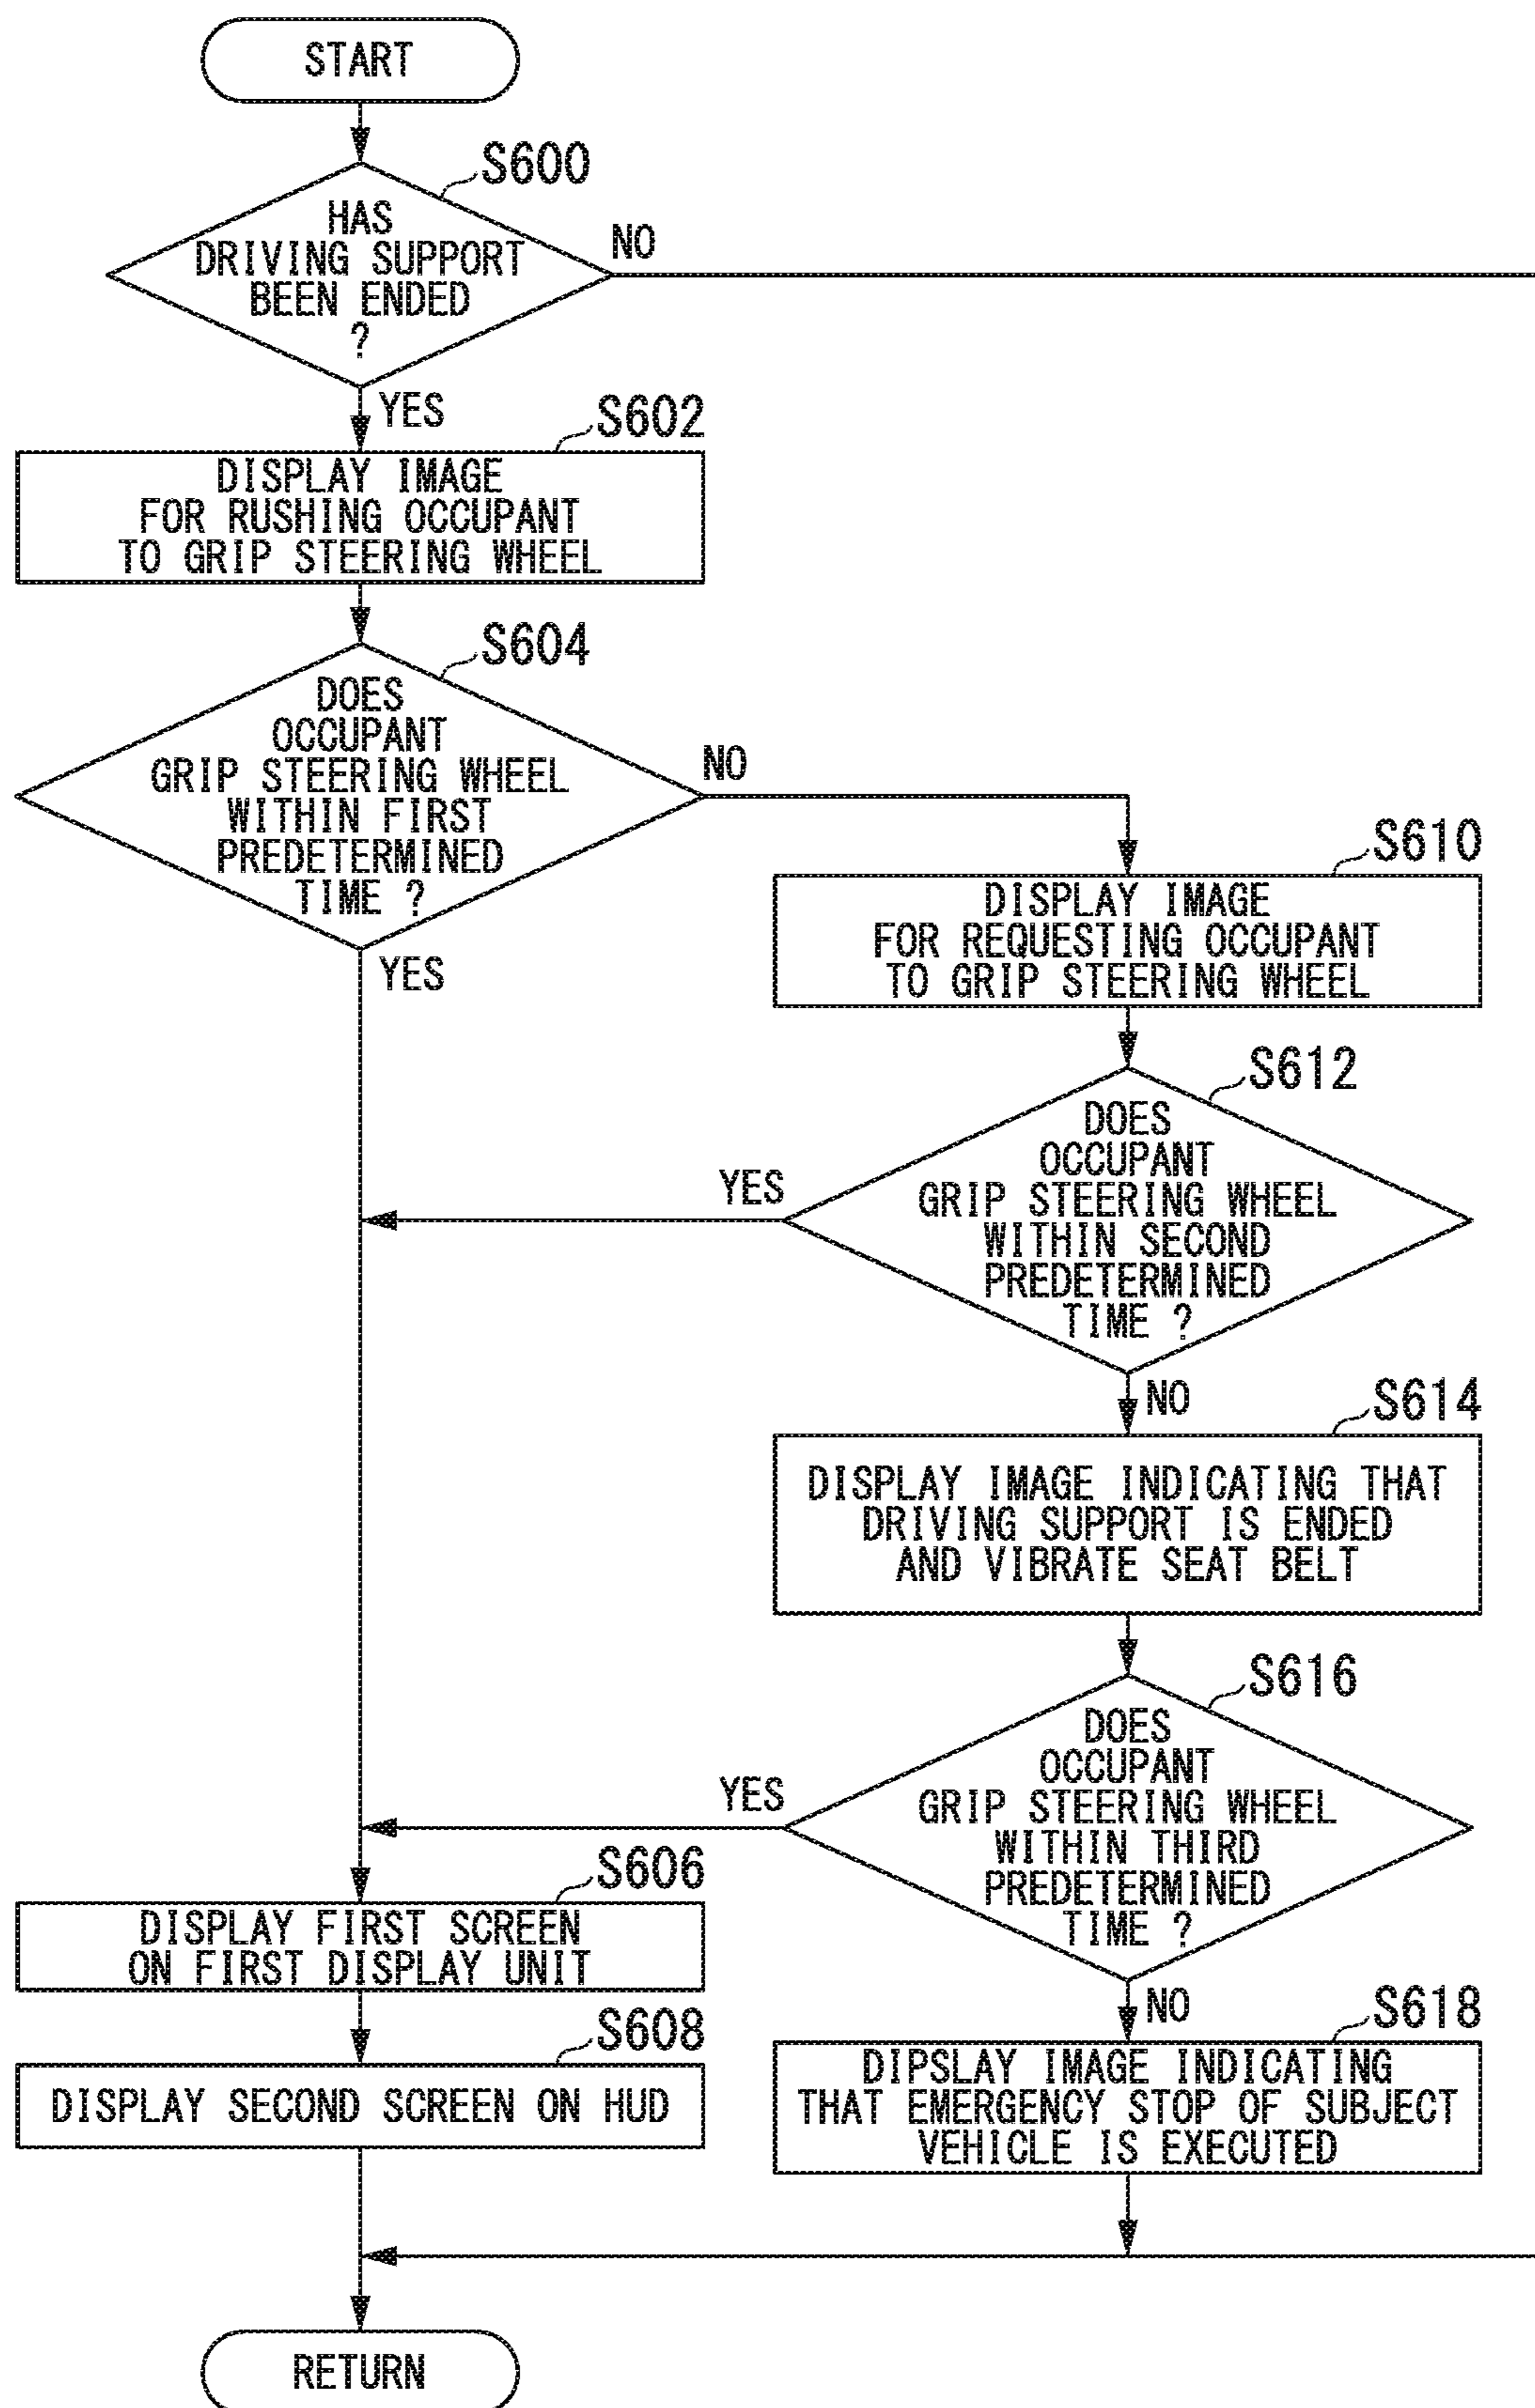 START
S600
HAS
DRIVING SUPPORT
BEEN ENDED
?
NO
YES
S602
DISPLAY IMAGE
FOR RUSHING OCCUPANT
TO GRIP STEERING WHEEL
S604
DOES
OCCUPANT
GRIP STEERING WHEEL
WITHIN FIRST
PREDETERMINED
TIME ?
NO
YES
S610
DISPLAY IMAGE
FOR REQUESTING OCCUPANT
TO GRIP STEERING WHEEL
S612
DOES
OCCUPANT
GRIP STEERING WHEEL
WITHIN SECOND
PREDETERMINED
TIME ?
YES
NO
S614
DISPLAY IMAGE INDICATING THAT
DRIVING SUPPORT IS ENDED
AND VIBRATE SEAT BELT
S616
DOES
OCCUPANT
GRIP STEERING WHEEL
WITHIN THIRD
PREDETERMINED
TIME ?
YES
NO
S606
DISPLAY FIRST SCREEN
ON FIRST DISPLAY UNIT
S608
DISPLAY SECOND SCREEN ON HUD
S618
DIPSLAY IMAGE INDICATING
THAT EMERGENCY STOP OF SUBJECT
VEHICLE IS EXECUTED
RETURN